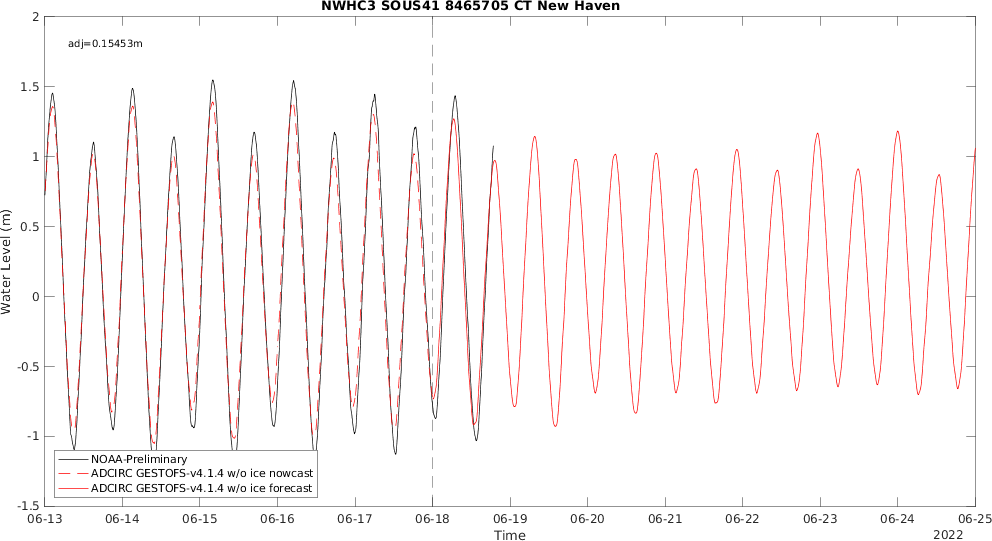 NWHC3 SOUS41 8465705 CT New Haven
adj=0.15453m
2
1.5
1
0.5
0
-0.5
-1
-1.5
Water Level (m)
NOAA-Preliminary
ADCIRC GESTOFS-v4.1.4 w/o ice nowcast
ADCIRC GESTOFS-v4.1.4 w/o ice forecast
06-13 06-14 06-15 06-16 06-17 06-18 06-19 06-20 06-21 06-22 06-23 06-24 06-25
Time
2022